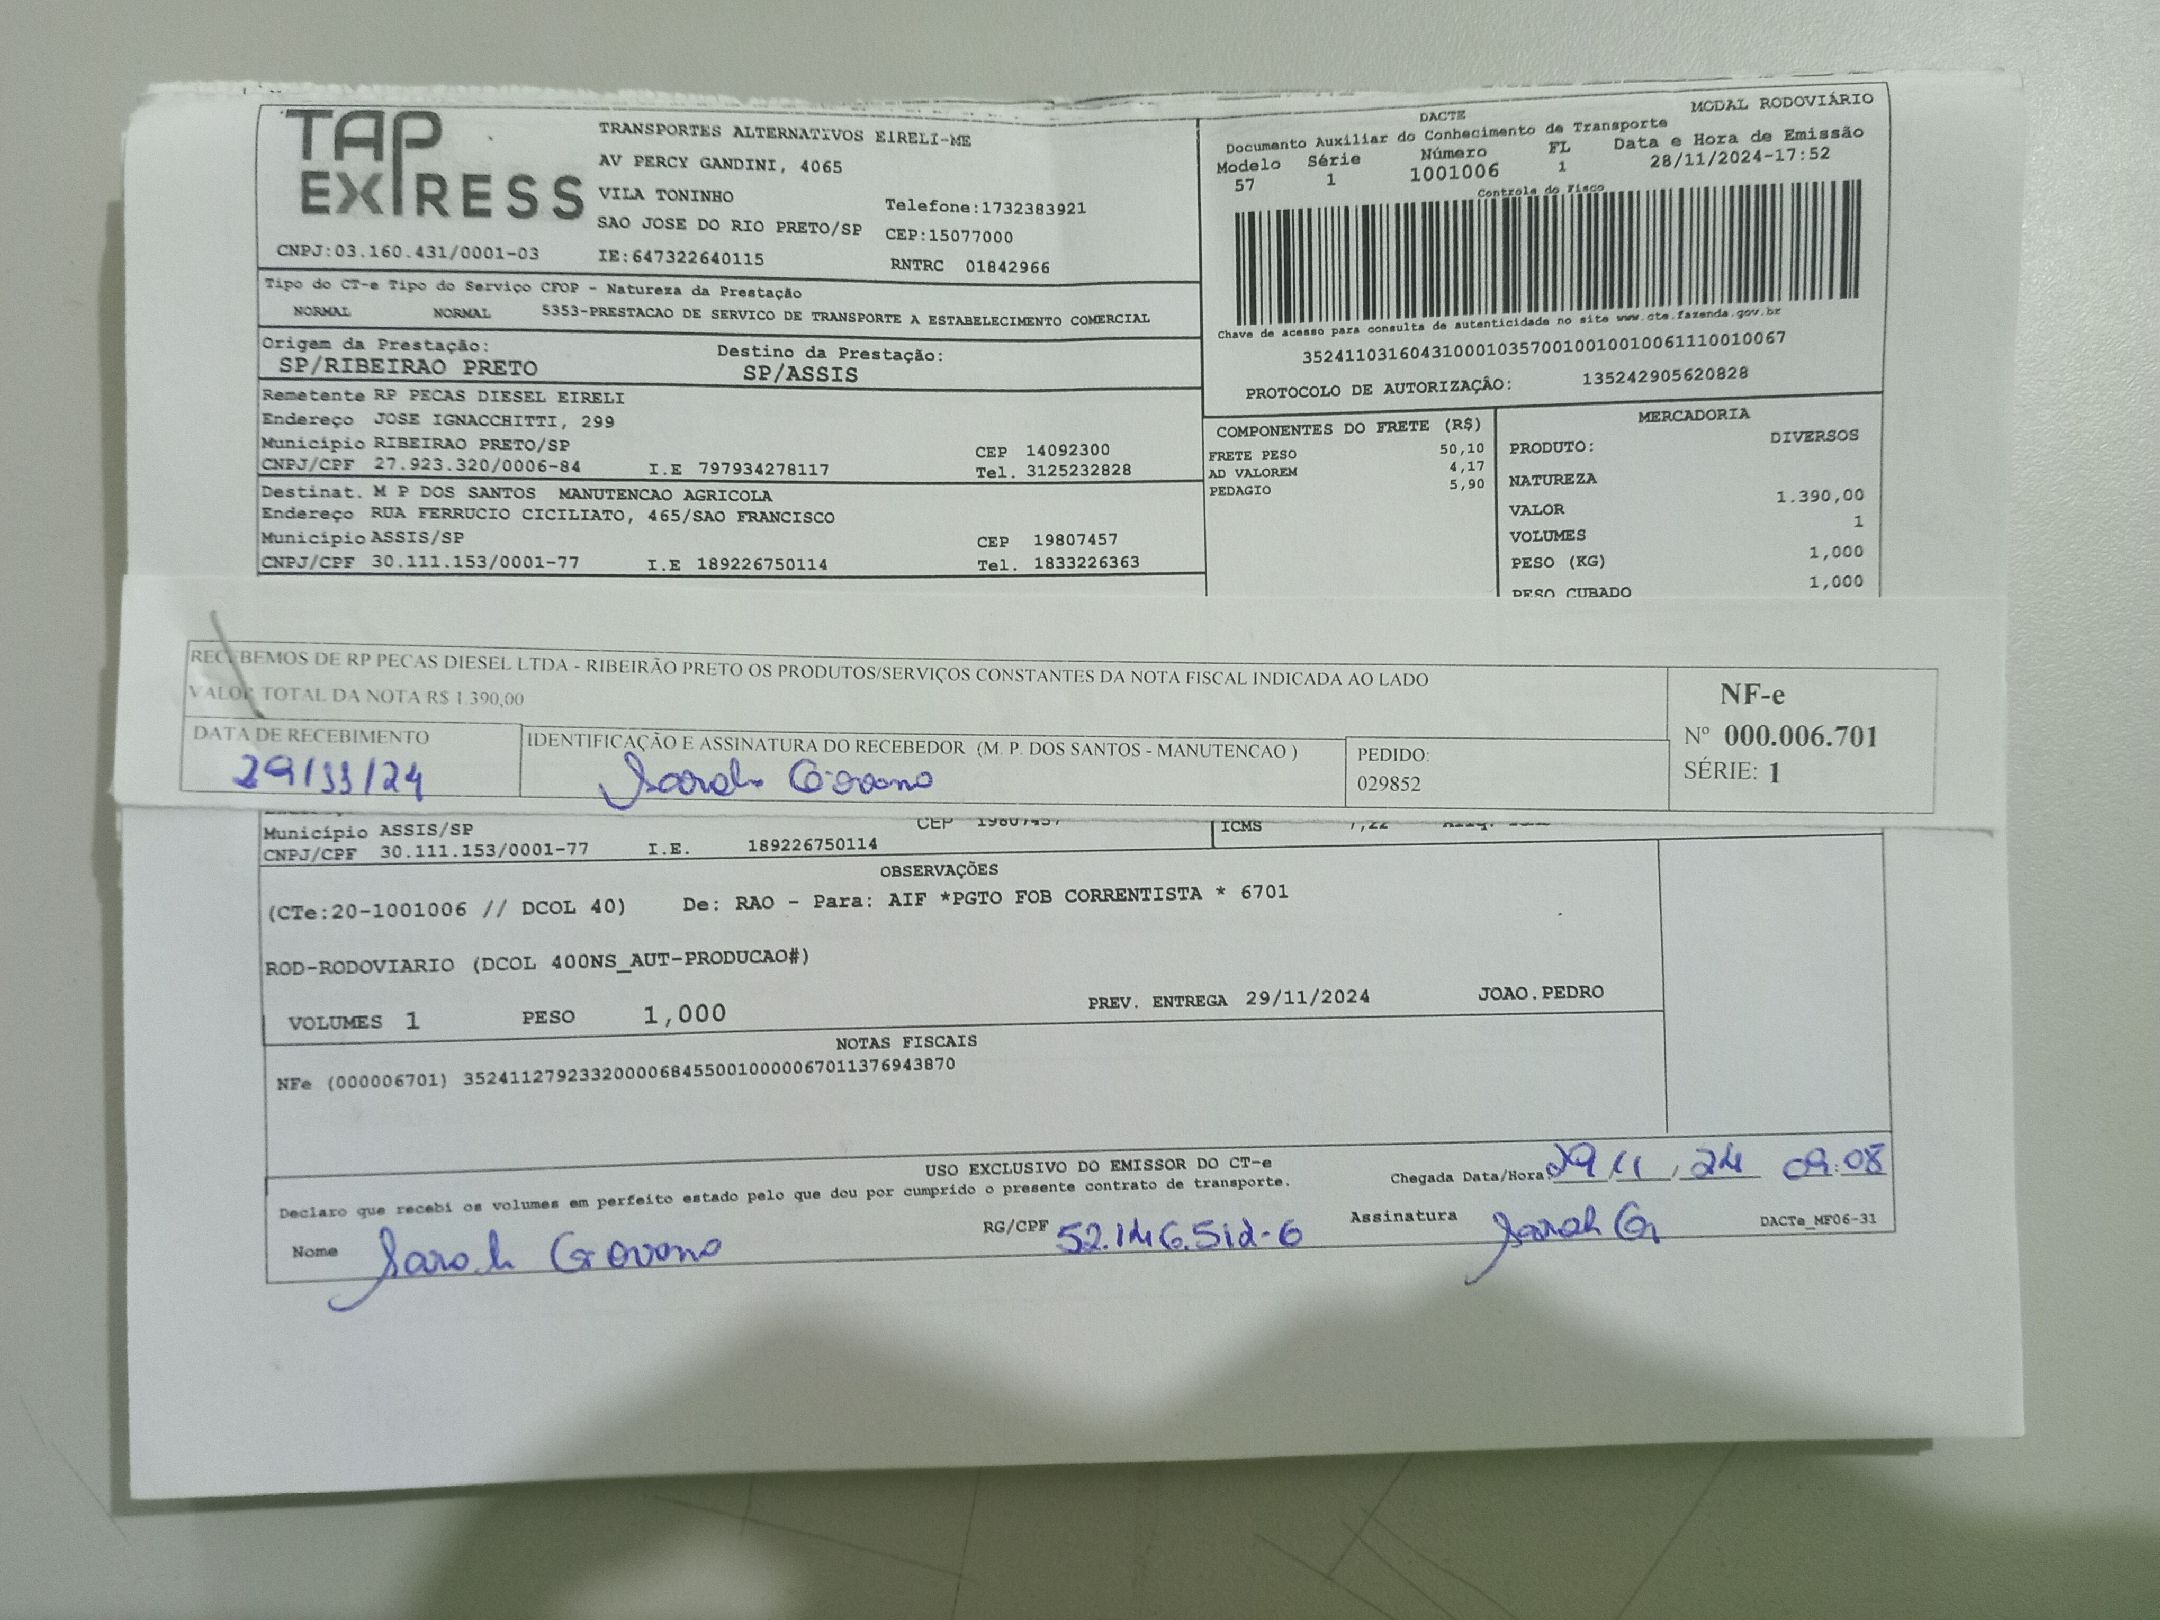 TAP EXPRESS
TRANSPORTES ALTERNATIVOS EIRELI-ME
AV PERCY GANDINI, 4065
VILA TONINHO
Telefone:1732383921
SAO JOSE DO RIO PRETO/SP CEP:15077000
CNPJ:03.160.431/0001-03 IE:647322640115 RNTRC 01842966
DACTE MODAL RODOVIÁRIO
Documento Auxiliar do Conhecimento de Transporte
Modelo Série Número FL Data e Hora de Emissão
57 1 1001006 1 28/11/2024-17:52
Controle do Fisco
Chave de acesso para consulta de autenticidade no site www.cte.fazenda.gov.br
35241103160431000103570010010010061110010067
PROTOCOLO DE AUTORIZAÇÃO: 135242905620828
Tipo do CT-e Tipo do Serviço CFOP - Natureza da Prestação
NORMAL NORMAL 5353-PRESTACAO DE SERVICO DE TRANSPORTE A ESTABELECIMENTO COMERCIAL
Origem da Prestação: Destino da Prestação:
SP/RIBEIRAO PRETO SP/ASSIS
Remetente RP PECAS DIESEL EIRELI
Endereço JOSE IGNACCHITTI, 299
Município RIBEIRAO PRETO/SP CEP 14092300
CNPJ/CPF 27.923.320/0006-84 I.E 797934278117 Tel. 3125232828
Destinat. M P DOS SANTOS MANUTENCAO AGRICOLA
Endereço RUA FERRUCIO CICILIATO, 465/SAO FRANCISCO
Município ASSIS/SP CEP 19807457
CNPJ/CPF 30.111.153/0001-77 I.E 189226750114 Tel. 1833226363
COMPONENTES DO FRETE (R$)
FRETE PESO 50,10
AD VALOREM 4,17
PEDAGIO 5,90
MERCADORIA
PRODUTO: DIVERSOS
NATUREZA
VALOR 1.390,00
VOLUMES 1
PESO (KG) 1,000
PESO CUBADO 1,000
RECEBEMOS DE RP PECAS DIESEL LTDA - RIBEIRÃO PRETO OS PRODUTOS/SERVIÇOS CONSTANTES DA NOTA FISCAL INDICADA AO LADO
VALOR TOTAL DA NOTA R$ 1.390,00
DATA DE RECEBIMENTO
29/11/24
IDENTIFICAÇÃO E ASSINATURA DO RECEBEDOR (M. P. DOS SANTOS - MANUTENCAO )
Sarah
PEDIDO:
029852
NF-e
Nº 000.006.701
SÉRIE: 1
Município ASSIS/SP CEP 19807457
CNPJ/CPF 30.111.153/0001-77 I.E. 189226750114
ICMS 7,22
OBSERVAÇÕES
(CTe:20-1001006 // DCOL 40) De: RAO - Para: AIF *PGTO FOB CORRENTISTA * 6701
ROD-RODOVIARIO (DCOL 400NS_AUT-PRODUCAO#)
VOLUMES 1 PESO 1,000 PREV. ENTREGA 29/11/2024 JOAO.PEDRO
NOTAS FISCAIS
NFe (000006701) 35241127923320000684550010000067011376943870
USO EXCLUSIVO DO EMISSOR DO CT-e
Declaro que recebi os volumes em perfeito estado pelo que dou por cumprido o presente contrato de transporte.
Chegada Data/Hora: 29 11 , 24 09:08
Nome Sarah
RG/CPF 52.146.512-6
Assinatura Sarah G.
DACTe_MF06-31